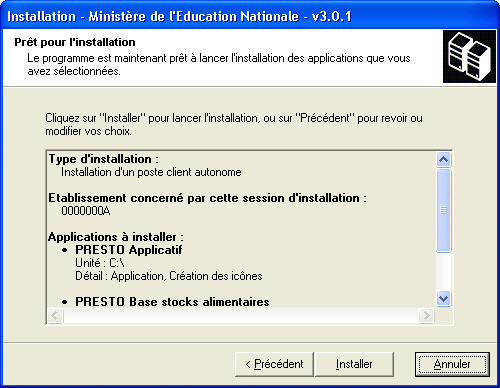 Installation - Ministère de l'Education Nationale - v3.0.1
Prêt pour l'installation
Le programme est maintenant prêt à lancer l'installation des applications que vous
avez sélectionnées.
Cliquez sur "Installer" pour lancer l'installation, ou sur "Précédent" pour revoir ou
modifier vos choix.
Type d'installation :
Installation d'un poste client autonome
Etablissement concerné par cette session d'installation :
0000000A
Applications à installer :
• PRESTO Applicatif
Unité : C:\
Détail : Application, Création des icônes
• PRESTO Base stocks alimentaires
< Précédent
Installer
Annuler